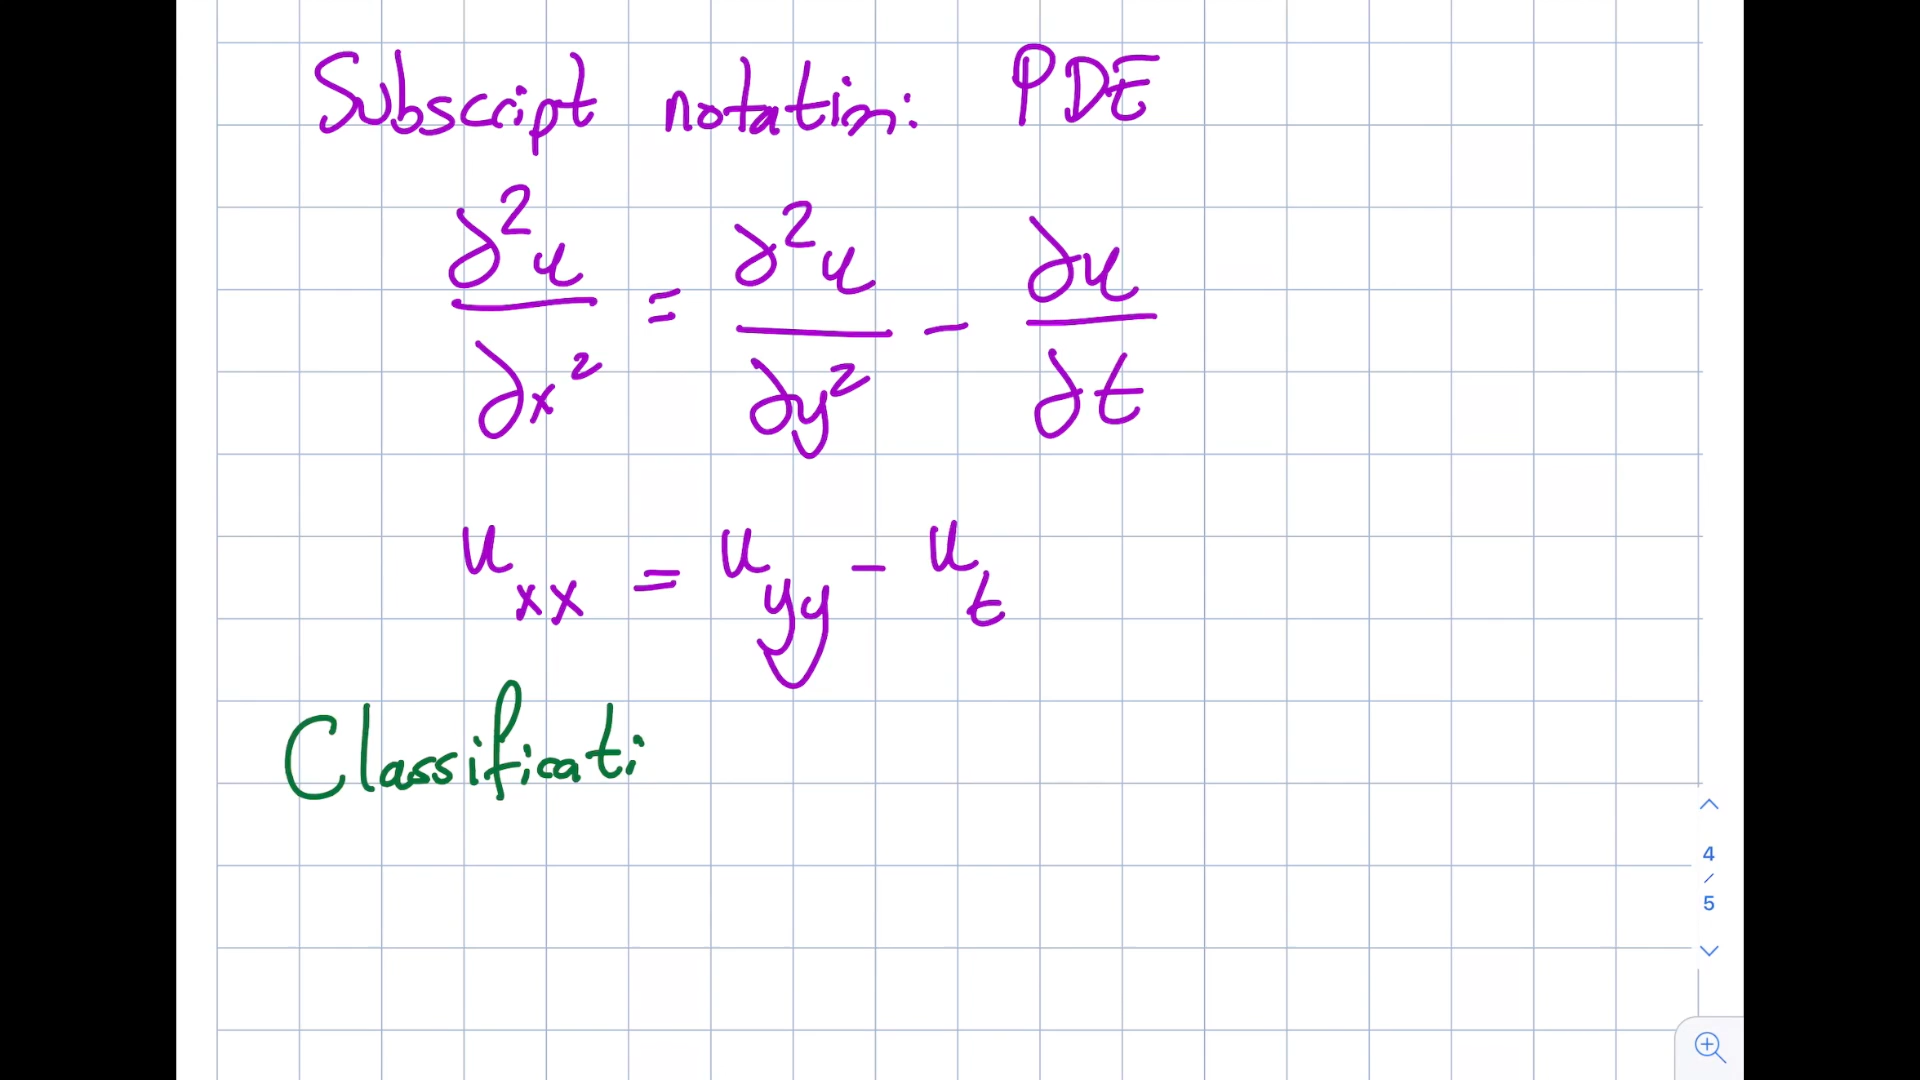 Subscript notation: PDE
∂²u/∂x² = ∂²u/∂y² - ∂u/∂t
u_xx = u_yy - u_t
Classificati
4
/
5